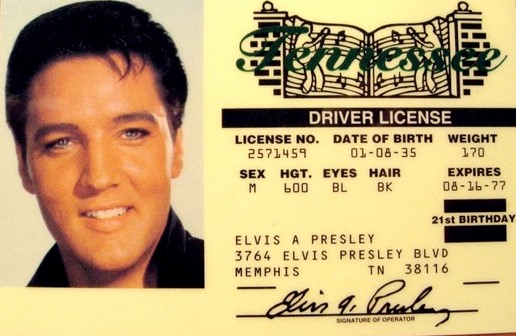 Tennessee
DRIVER LICENSE
LICENSE NO. DATE OF BIRTH WEIGHT
2571459 01-08-35 170
SEX HGT. EYES HAIR EXPIRES
M 600 BL BK 08-16-77
21st BIRTHDAY
ELVIS A PRESLEY
3764 ELVIS PRESLEY BLVD
MEMPHIS TN 38116
Elvis A. Presley
SIGNATURE OF OPERATOR